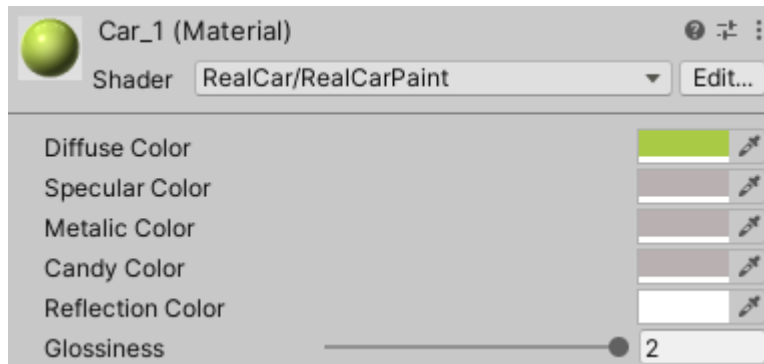 Car_1 (Material)
Shader RealCar/RealCarPaint Edit...
Diffuse Color
Specular Color
Metalic Color
Candy Color
Reflection Color
Glossiness 2